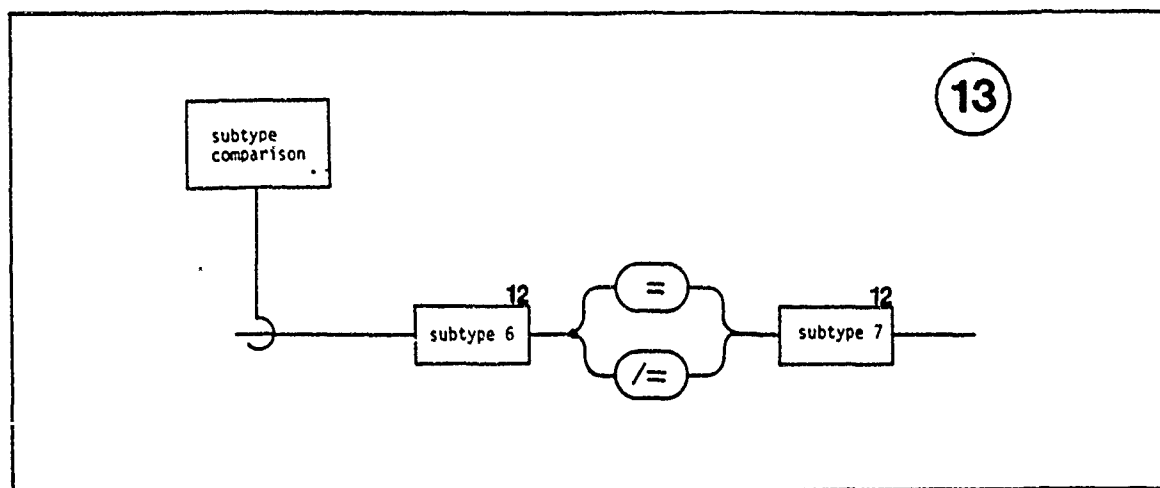 13
subtype
comparison
12
12
=
subtype 6
subtype 7
/=